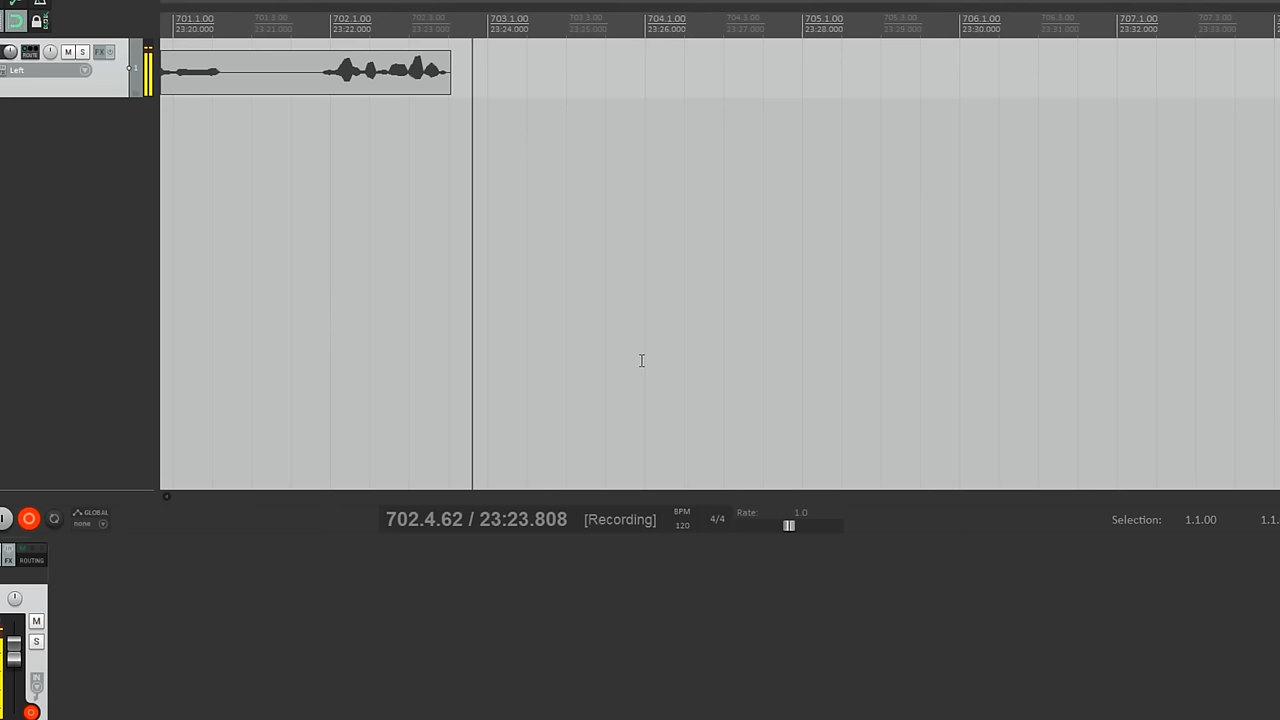 701.1.00 701.3.00 702.1.00 702.3.00 703.1.00 703.3.00 704.1.00 704.3.00 705.1.00 705.3.00 706.1.00 706.3.00 707.1.00 707.3.00
23:20.000 23:21.000 23:22.000 23:23.000 23:24.000 23:25.000 23:26.000 23:27.000 23:28.000 23:29.000 23:30.000 23:31.000 23:32.000 23:33.000
ROUTE M S FX
Left 1
GLOBAL
none
702.4.62 / 23:23.808 [Recording]
BPM
120
4/4
Rate: 1.0
Selection: 1.1.00 1.1.
FX ROUTING
M
S
IN